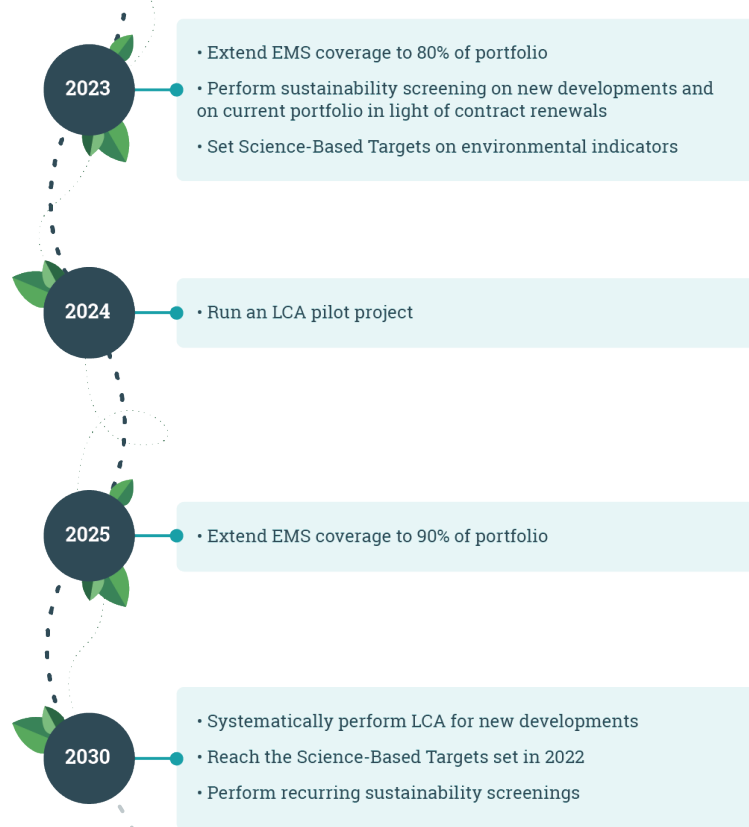 2023
• Extend EMS coverage to 80% of portfolio
• Perform sustainability screening on new developments and
on current portfolio in light of contract renewals
• Set Science-Based Targets on environmental indicators
2024
• Run an LCA pilot project
2025
• Extend EMS coverage to 90% of portfolio
2030
• Systematically perform LCA for new developments
• Reach the Science-Based Targets set in 2022
• Perform recurring sustainability screenings